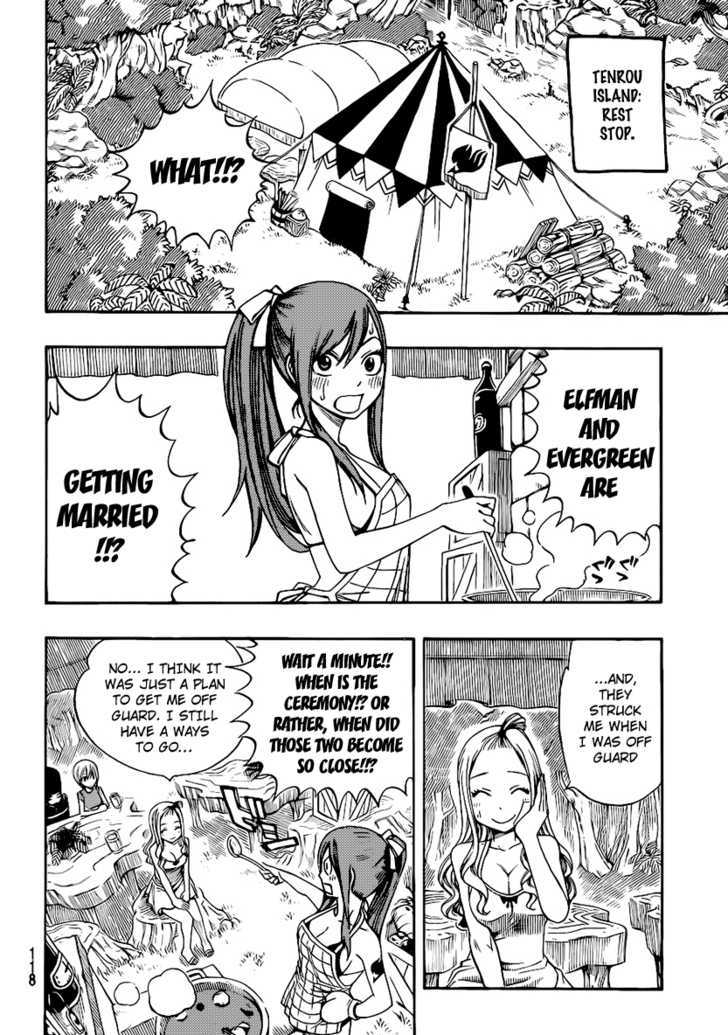 TENROU
ISLAND:
REST
STOP.
WHAT!!?
ELFMAN
AND
EVERGREEN
ARE
GETTING
MARRIED
!!?
...AND,
THEY
STRUCK
ME WHEN
I WAS OFF
GUARD
WAIT A MINUTE!!
WHEN IS THE
CEREMONY!? OR
RATHER, WHEN DID
THOSE TWO BECOME
SO CLOSE!!?
NO... I THINK IT
WAS JUST A PLAN
TO GET ME OFF
GUARD. I STILL
HAVE A WAYS
TO GO...
118